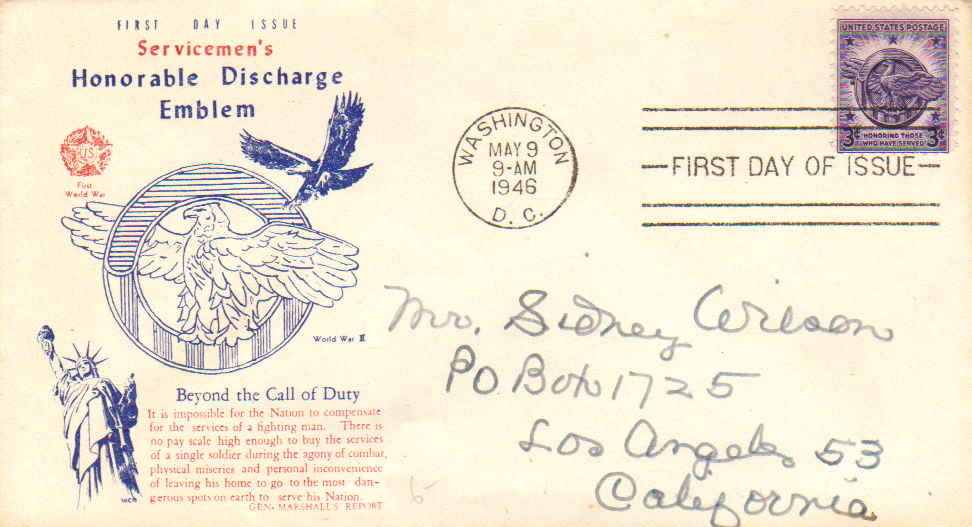 FIRST DAY ISSUE
Servicemen's
Honorable Discharge
Emblem
US
First
World War
World War II
Beyond the Call of Duty
It is impossible for the Nation to compensate
for the services of a fighting man. There is
no pay scale high enough to buy the services
of a single soldier during the agony of combat,
physical miseries and personal inconvenience
of leaving his home to go to the most dan-
gerous spots on earth to serve his Nation.
GEN. MARSHALL'S REPORT
WASHINGTON
MAY 9
9-AM
1946
D. C.
UNITED STATES POSTAGE
3¢ HONORING THOSE 3¢
WHO HAVE SERVED
FIRST DAY OF ISSUE
Mr. Sidney Wilson
PO Box 1725
Los Angeles 53
California